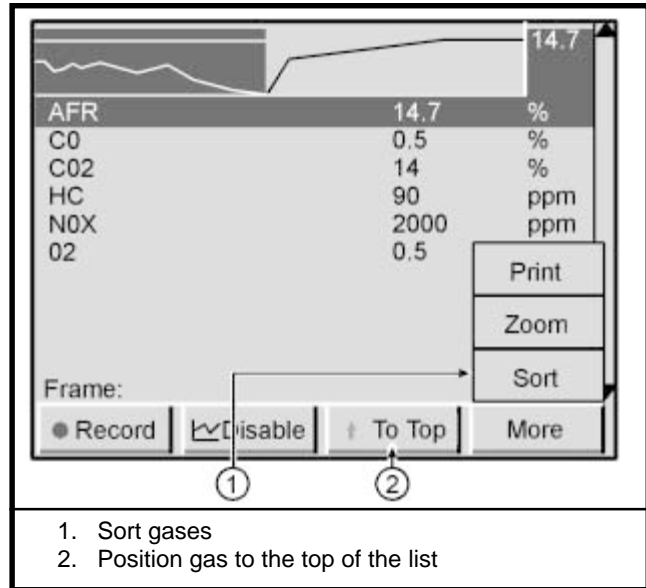 14.7
AFR 14.7 %
C0 0.5 %
C02 14 %
HC 90 ppm
N0X 2000 ppm
02 0.5
Print
Zoom
Sort
Frame:
Record Disable To Top More
1 2
1. Sort gases
2. Position gas to the top of the list